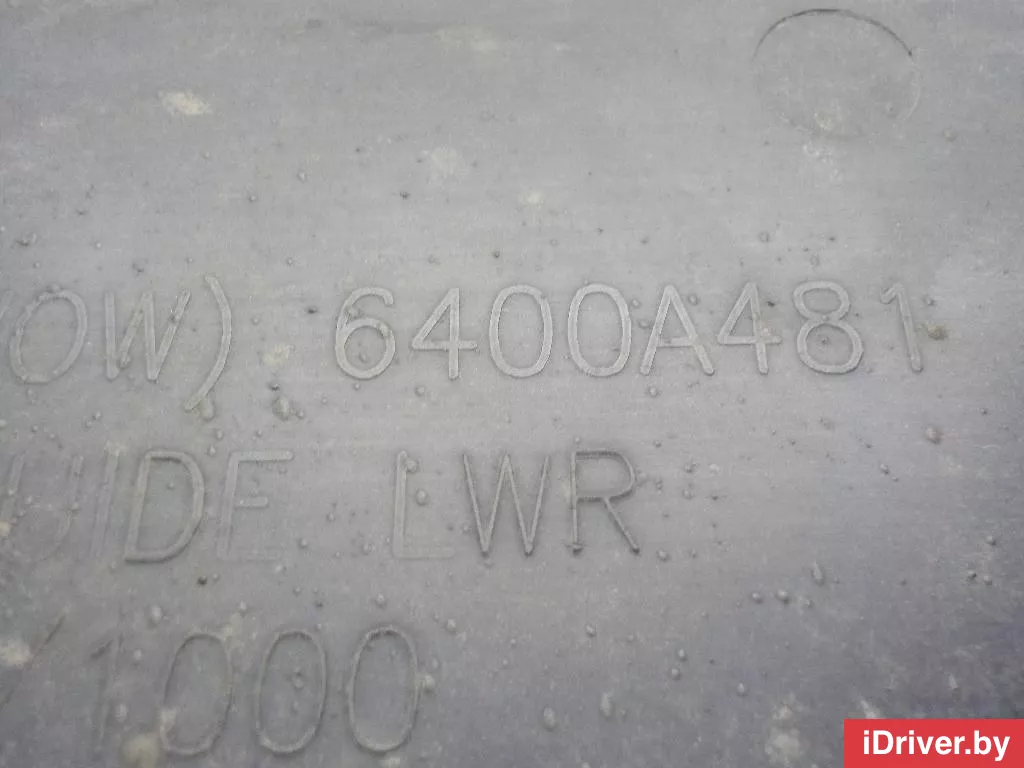 OW) 6400A481
UIDE LWR
1000
iDriver.by